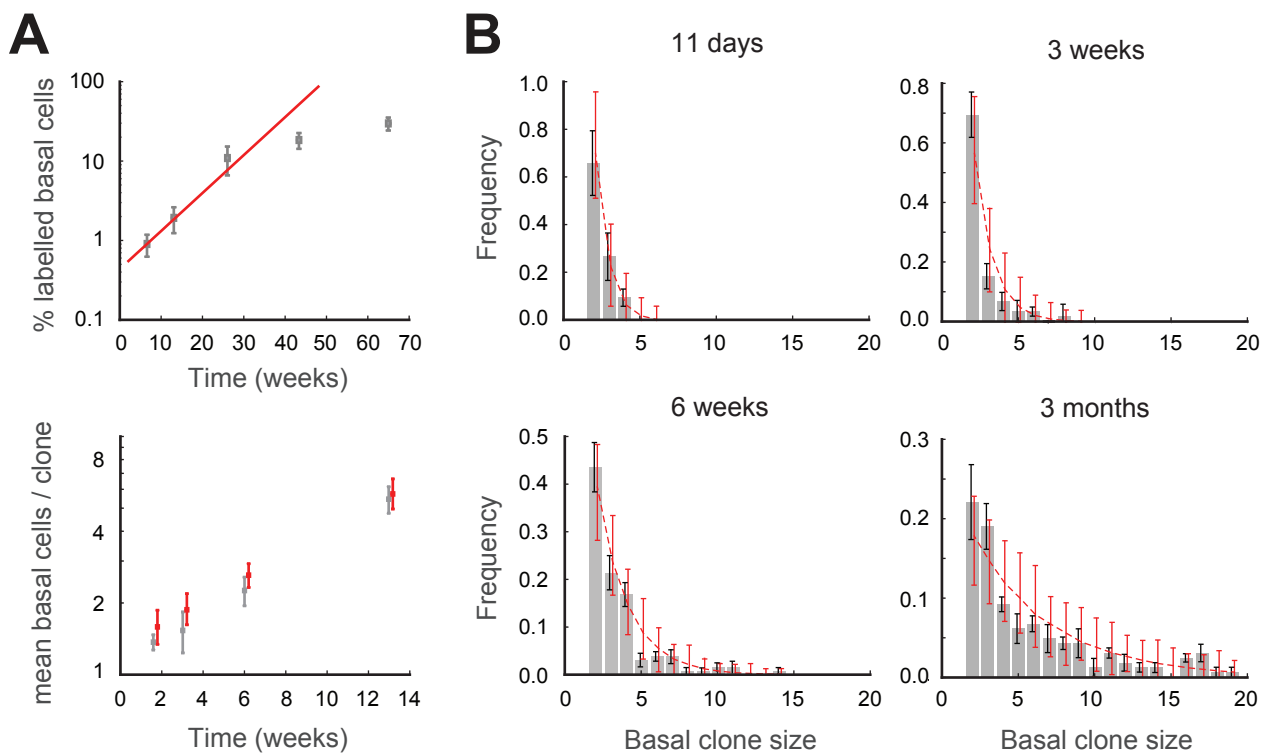 A
% labelled basal cells
100
10
1
0.1
0 10 20 30 40 50 60 70
Time (weeks)
mean basal cells / clone
8
4
2
1
0 2 4 6 8 10 12 14
Time (weeks)
B
11 days
Frequency
1.0
0.8
0.6
0.4
0.2
0.0
0 5 10 15 20
3 weeks
0.8
0.6
0.4
0.2
0.0
0 5 10 15 20
6 weeks
Frequency
0.5
0.4
0.3
0.2
0.1
0.0
0 5 10 15 20
Basal clone size
3 months
0.3
0.2
0.1
0.0
0 5 10 15 20
Basal clone size